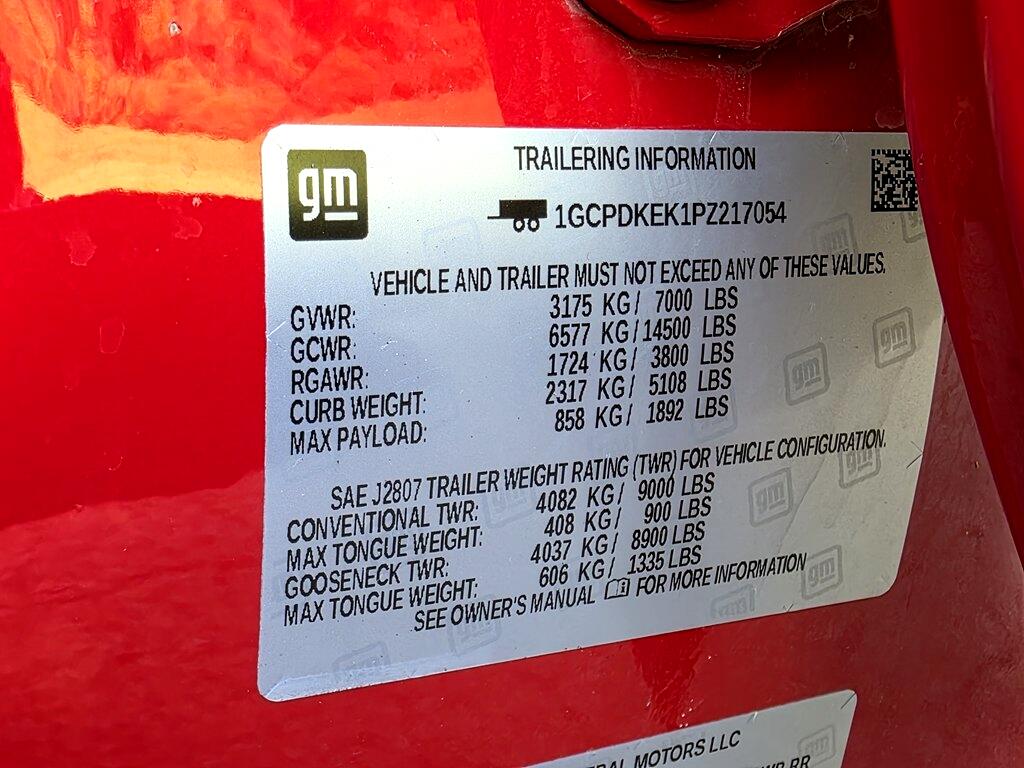 gm
TRAILERING INFORMATION
1GCPDKEK1PZ217054
VEHICLE AND TRAILER MUST NOT EXCEED ANY OF THESE VALUES.
GVWR: 3175 KG/ 7000 LBS
GCWR: 6577 KG/14500 LBS
RGAWR: 1724 KG/ 3800 LBS
CURB WEIGHT: 2317 KG/ 5108 LBS
MAX PAYLOAD: 858 KG/ 1892 LBS
SAE J2807 TRAILER WEIGHT RATING (TWR) FOR VEHICLE CONFIGURATION.
CONVENTIONAL TWR: 4082 KG/ 9000 LBS
MAX TONGUE WEIGHT: 408 KG/ 900 LBS
GOOSENECK TWR: 4037 KG/ 8900 LBS
MAX TONGUE WEIGHT: 606 KG/ 1335 LBS
SEE OWNER'S MANUAL FOR MORE INFORMATION
MOTORS LLC
RR